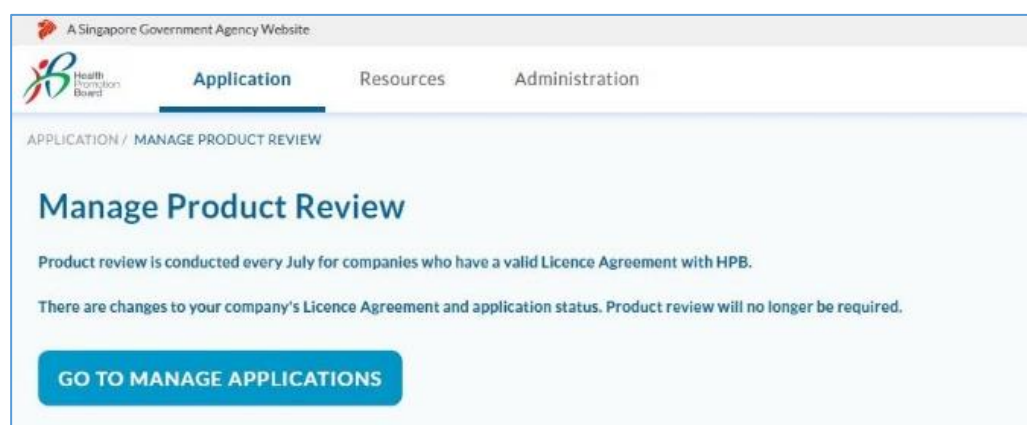 A Singapore Government Agency Website
Health
Promotion
Board
Application
Resources
Administration
APPLICATION / MANAGE PRODUCT REVIEW
Manage Product Review
Product review is conducted every July for companies who have a valid Licence Agreement with HPB.
There are changes to your company's Licence Agreement and application status. Product review will no longer be required.
GO TO MANAGE APPLICATIONS